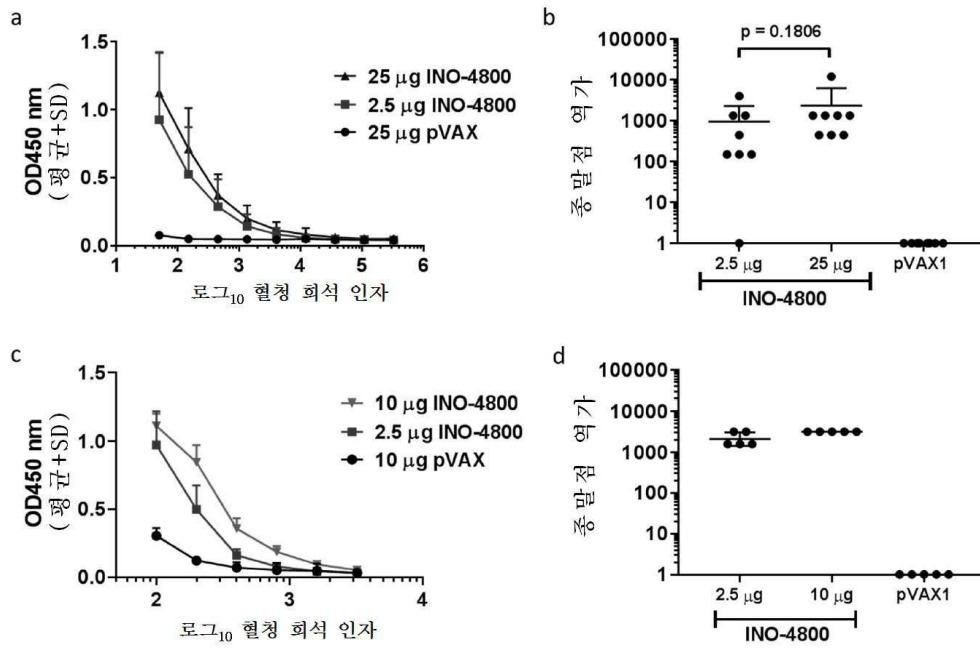 a
1.5
1.0
0.5
0.0
OD450 nm
( 평균+SD)
1 2 3 4 5 6
로그10 혈청 희석 인자
25 μg INO-4800
2.5 μg INO-4800
25 μg pVAX
b
p = 0.1806
100000
10000
1000
100
10
1
종말점 역가
2.5 μg 25 μg pVAX1
INO-4800
c
1.5
1.0
0.5
0.0
OD450 nm
( 평균+SD)
2 3 4
로그10 혈청 희석 인자
10 μg INO-4800
2.5 μg INO-4800
10 μg pVAX
d
100000
10000
1000
100
10
1
종말점 역가
2.5 μg 10 μg pVAX1
INO-4800